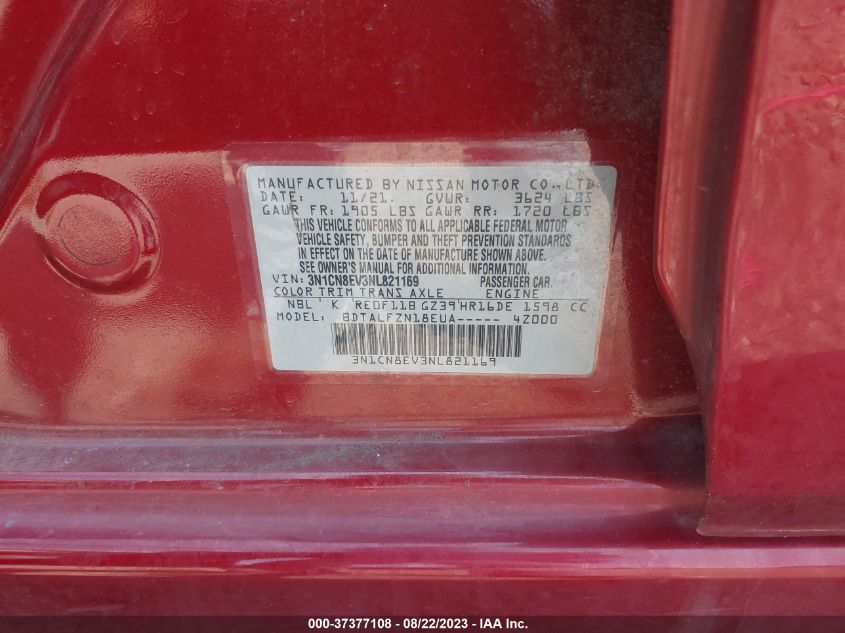 MANUFACTURED BY NISSAN MOTOR CO.,LTD.
DATE: 11/21. GVWR: 3624 LBS
GAWR FR: 1905 LBS GAWR RR: 1720 LBS
THIS VEHICLE CONFORMS TO ALL APPLICABLE FEDERAL MOTOR
VEHICLE SAFETY, BUMPER AND THEFT PREVENTION STANDARDS
IN EFFECT ON THE DATE OF MANUFACTURE SHOWN ABOVE.
SEE OWNER'S MANUAL FOR ADDITIONAL INFORMATION.
VIN: 3N1CN8EV3NL821169 PASSENGER CAR.
COLOR TRIM TRANS AXLE ENGINE
NBL ' K ' RE0F11B GZ39'HR16DE 1598 CC
MODEL: BDTALFZN18EUA----- 4Z000
3N1CN8EV3NL821169
000-37377108 - 08/22/2023 - IAA Inc.